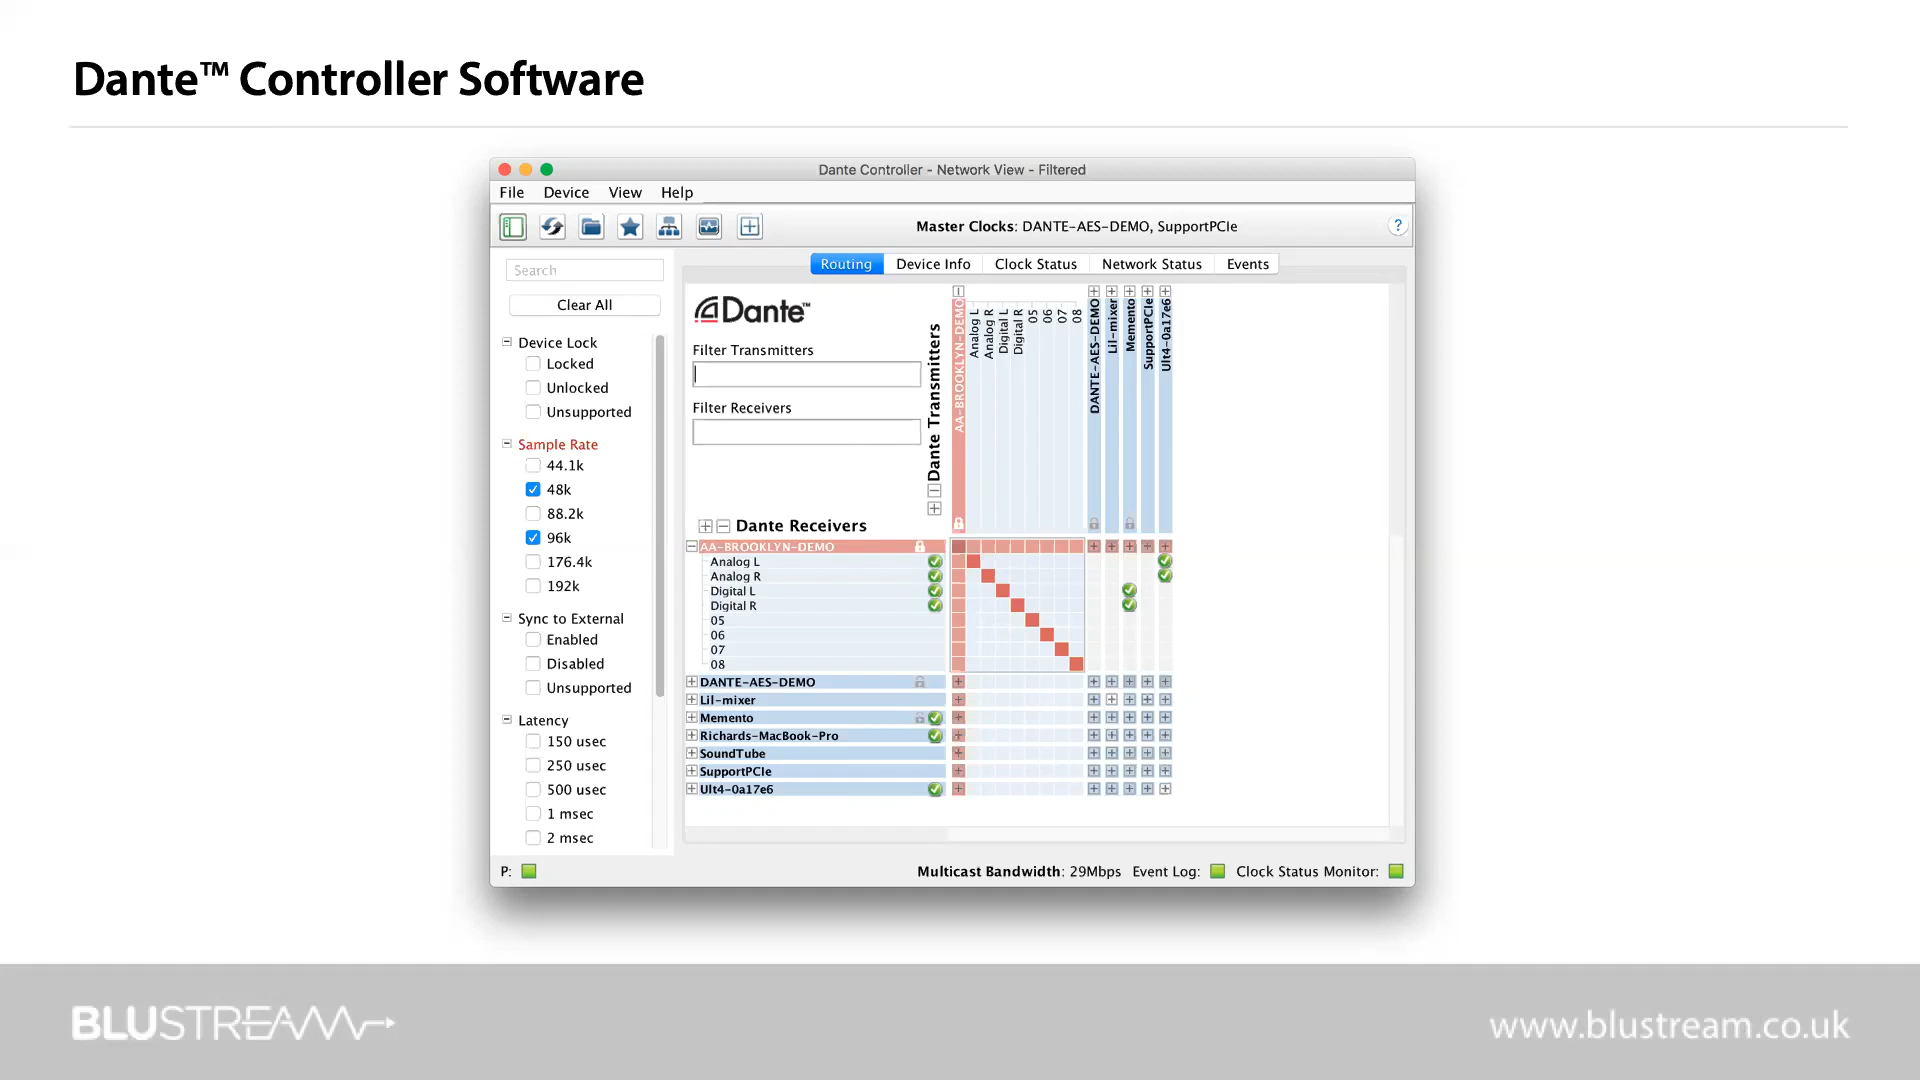 Dante™ Controller Software
Dante Controller - Network View - Filtered
File Device View Help
Master Clocks: DANTE-AES-DEMO, SupportPCIe
?
Search
Clear All
Device Lock
Locked
Unlocked
Unsupported
Sample Rate
44.1k
48k
88.2k
96k
176.4k
192k
Sync to External
Enabled
Disabled
Unsupported
Latency
150 usec
250 usec
500 usec
1 msec
2 msec
Routing Device Info Clock Status Network Status Events
Dante™
Filter Transmitters
Filter Receivers
Dante Transmitters
AA-BROOKLYN-DEMO
Analog L
Analog R
Digital L
Digital R
05
06
07
08
DANTE-AES-DEMO
Lil-mixer
Memento
SupportPCIe
Ult4-0a17e6
Dante Receivers
AA-BROOKLYN-DEMO
Analog L
Analog R
Digital L
Digital R
05
06
07
08
DANTE-AES-DEMO
Lil-mixer
Memento
Richards-MacBook-Pro
SoundTube
SupportPCIe
Ult4-0a17e6
P:
Multicast Bandwidth: 29Mbps Event Log: Clock Status Monitor:
BLUSTREAM
www.blustream.co.uk